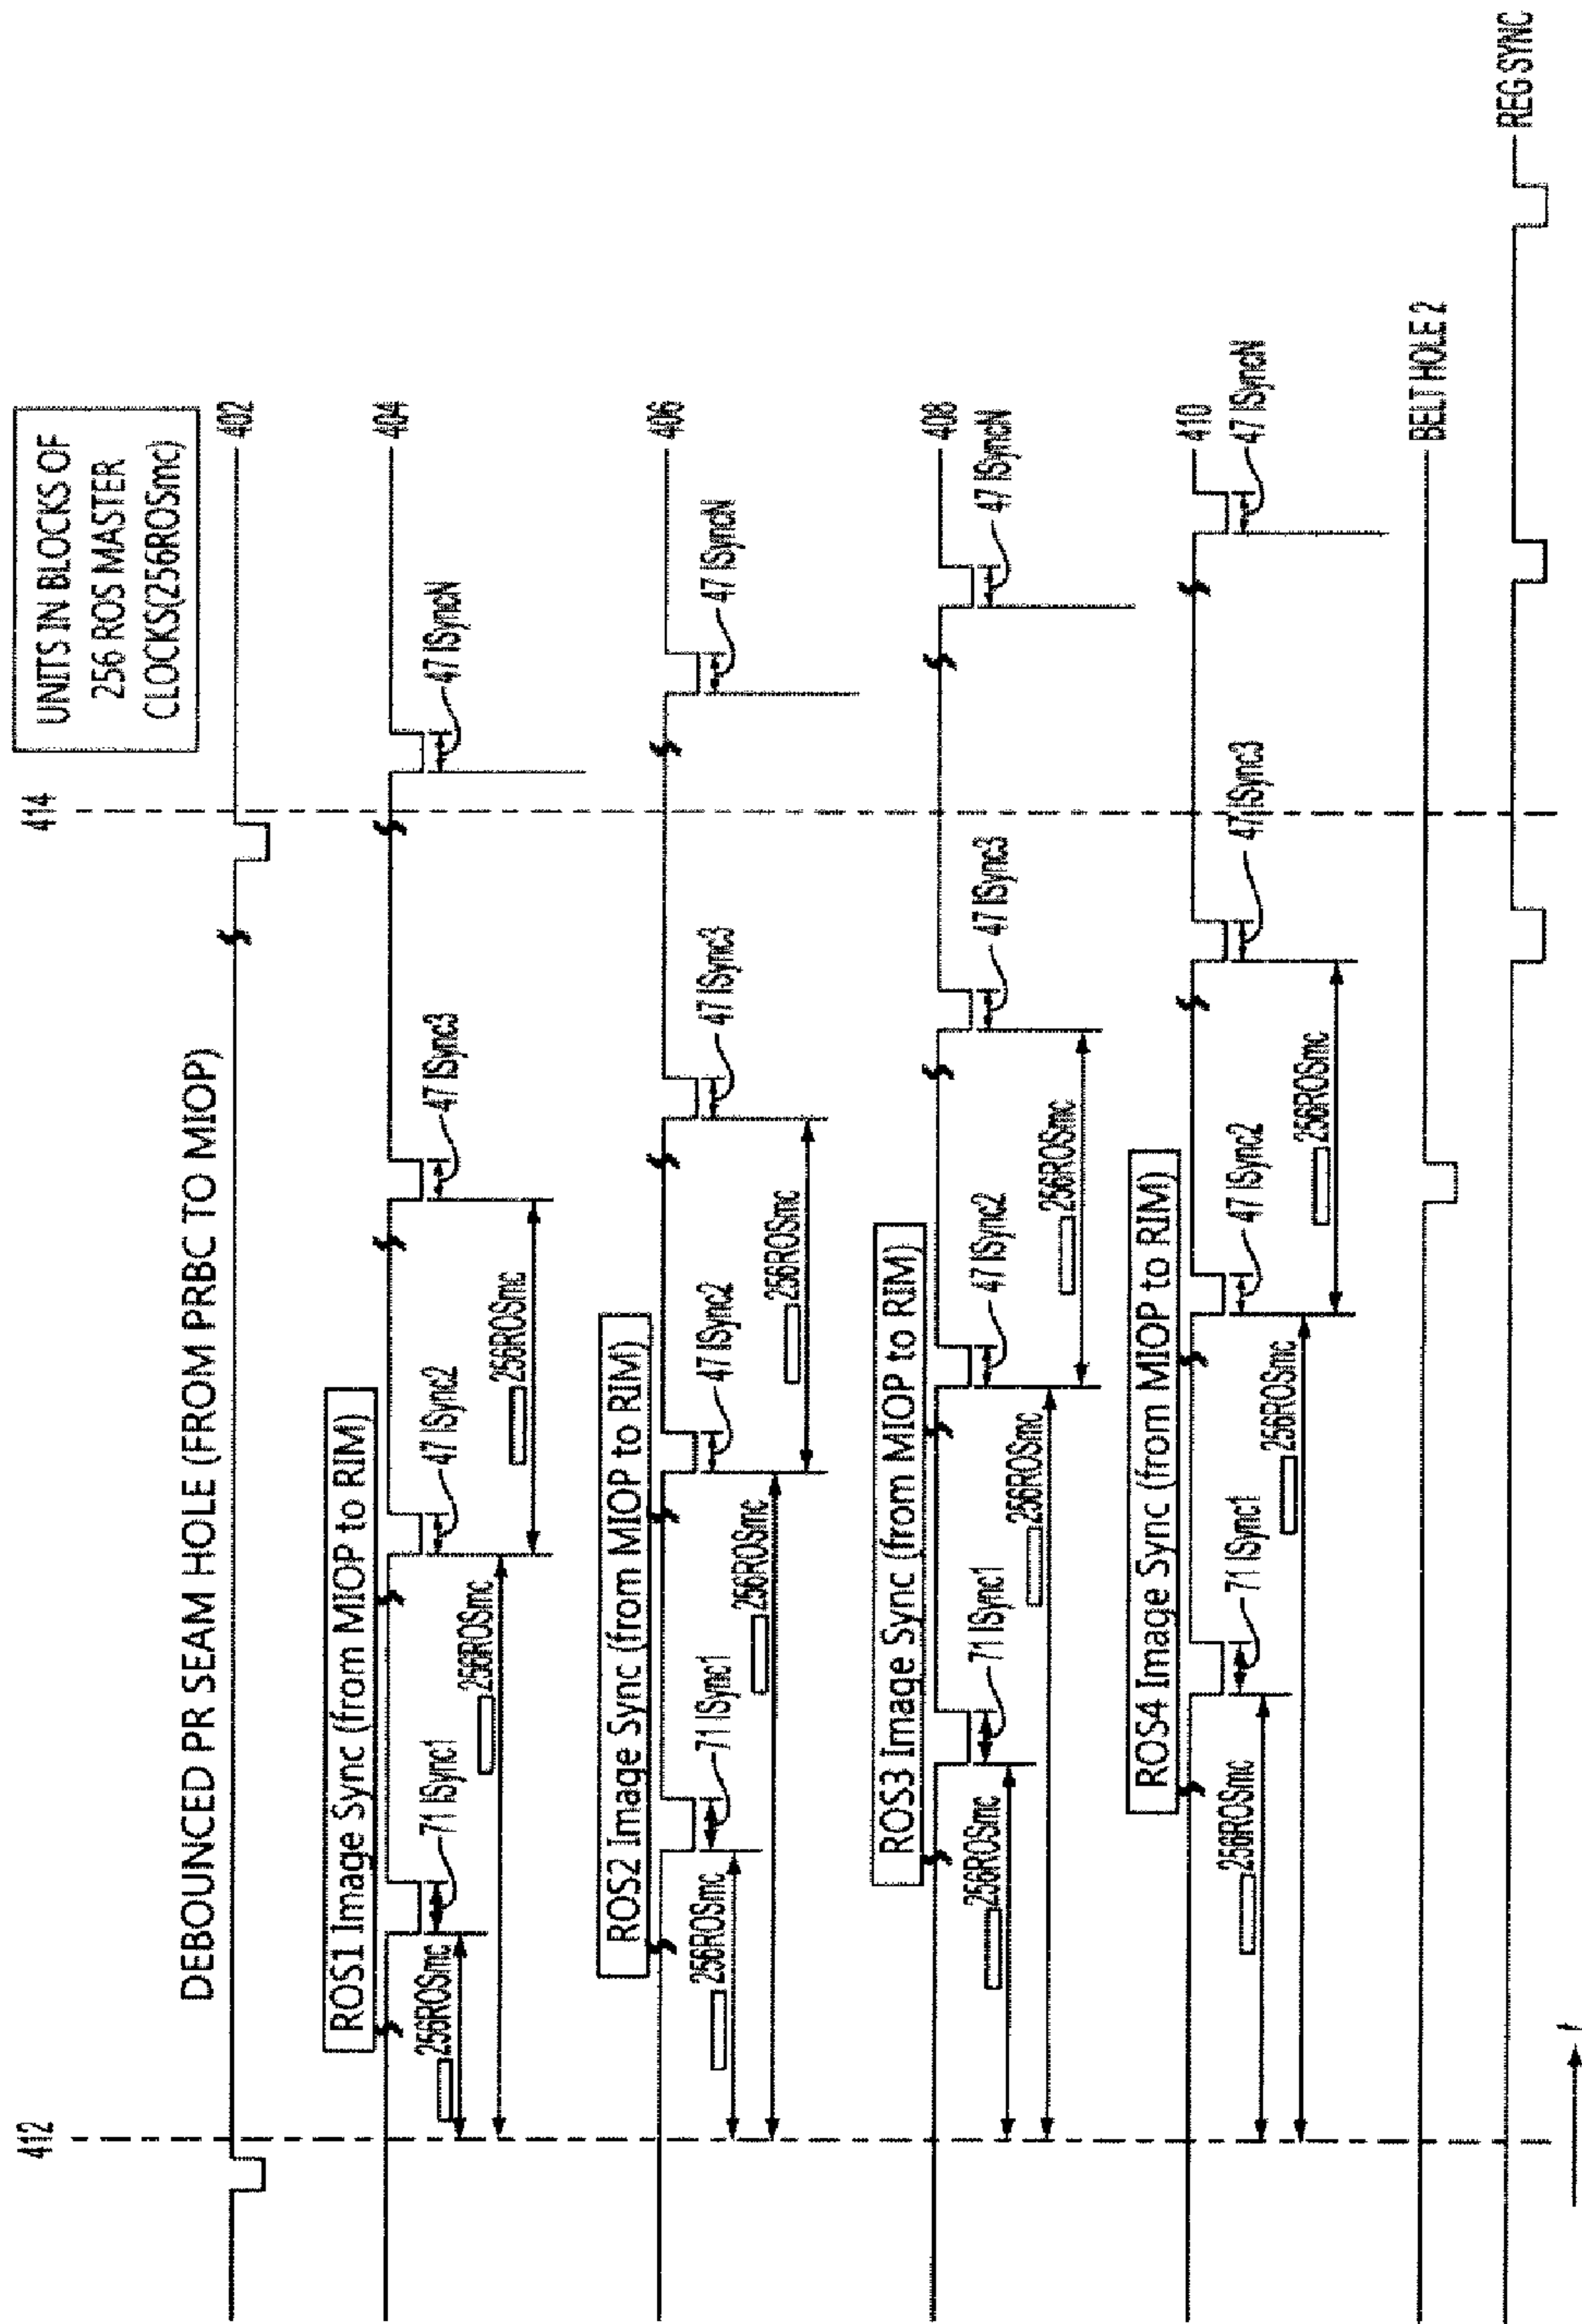 412
414
UNITS IN BLOCKS OF
256 ROS MASTER
CLOCKS(256ROSmc)
DEBOUNCED PR SEAM HOLE (FROM PRBC TO MIOP)
402
ROS1 Image Sync (from MIOP to RIM)
404
71 ISync1
47 ISync2
47 ISync3
47 ISyncN
256ROSmc
256ROSmc
256ROSmc
ROS2 Image Sync (from MIOP to RIM)
406
71 ISync1
47 ISync2
47 ISync3
47 ISyncN
256ROSmc
256ROSmc
256ROSmc
ROS3 Image Sync (from MIOP to RIM)
408
71 ISync1
47 ISync2
47 ISync3
47 ISyncN
256ROSmc
256ROSmc
256ROSmc
ROS4 Image Sync (from MIOP to RIM)
410
71 ISync1
47 ISync2
47 ISync3
47 ISyncN
256ROSmc
256ROSmc
256ROSmc
BELT HOLE 2
REG SYNC
t